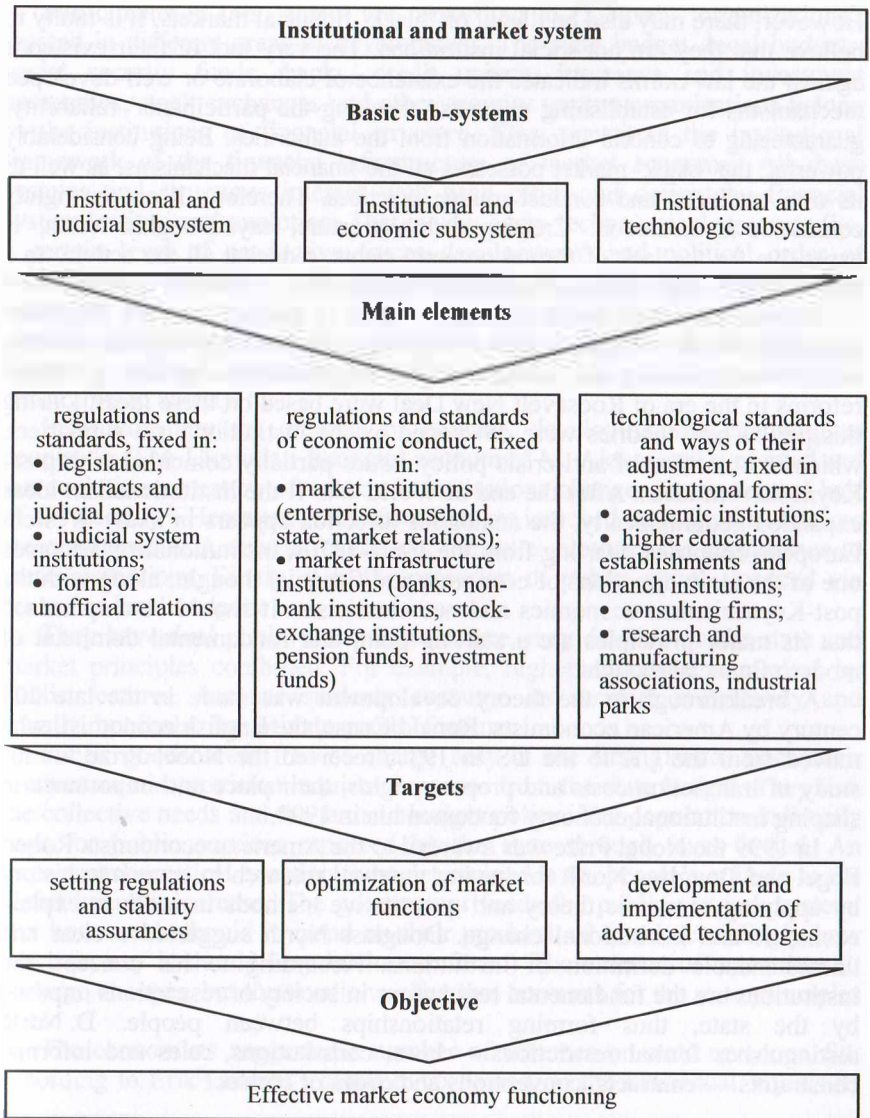 Institutional and market system
Basic sub-systems
Institutional and
judicial subsystem
Institutional and
economic subsystem
Institutional and
technologic subsystem
Main elements
regulations and
standards, fixed in:
• legislation;
• contracts and
judicial policy;
• judicial system
institutions;
• forms of
unofficial relations
regulations and standards
of economic conduct, fixed
in:
• market institutions
(enterprise, household,
state, market relations);
• market infrastructure
institutions (banks, non-
bank institutions, stock-
exchange institutions,
pension funds, investment
funds)
technological standards
and ways of their
adjustment, fixed in
institutional forms:
• academic institutions;
• higher educational
establishments and
branch institutions;
• consulting firms;
• research and
manufacturing
associations, industrial
parks
Targets
setting regulations
and stability
assurances
optimization of market
functions
development and
implementation of
advanced technologies
Objective
Effective market economy functioning